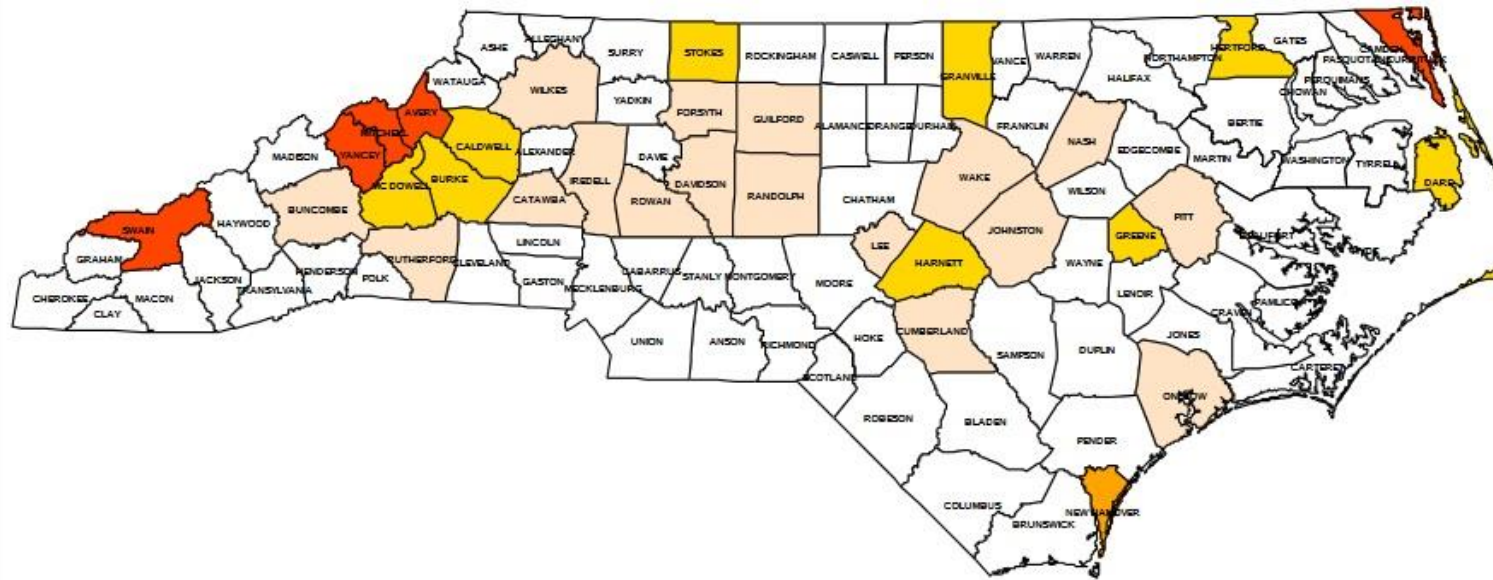 ASHE
ALLEGHANY
SURRY
STOKES
ROCKINGHAM
CASWELL
PERSON
GRANVILLE
VANCE
WARREN
NORTHAMPTON
HERTFORD
GATES
CAMDEN
PASQUOTANK
CURRITUCK
PERQUIMANS
CHOWAN
HALIFAX
BERTIE
WATAUGA
WILKES
YADKIN
FORSYTH
GUILFORD
ALAMANCE
ORANGE
DURHAM
FRANKLIN
NASH
EDGECOMBE
MARTIN
WASHINGTON
TYRRELL
DARE
AVERY
MITCHELL
YANCEY
MADISON
CALDWELL
ALEXANDER
DAVIE
IREDELL
MC DOWELL
BURKE
CATAWBA
ROWAN
DAVIDSON
RANDOLPH
CHATHAM
WAKE
WILSON
JOHNSTON
GREENE
PITT
BEAUFORT
HYDE
BUNCOMBE
HAYWOOD
SWAIN
GRAHAM
CHEROKEE
CLAY
MACON
JACKSON
TRANSYLVANIA
HENDERSON
POLK
RUTHERFORD
CLEVELAND
LINCOLN
GASTON
MECKLENBURG
CABARRUS
STANLY
MONTGOMERY
MOORE
LEE
HARNETT
WAYNE
LENOIR
CRAVEN
PAMLICO
JONES
CARTERET
UNION
ANSON
RICHMOND
SCOTLAND
HOKE
CUMBERLAND
SAMPSON
DUPLIN
ONSLOW
ROBESON
BLADEN
PENDER
COLUMBUS
BRUNSWICK
NEW HANOVER